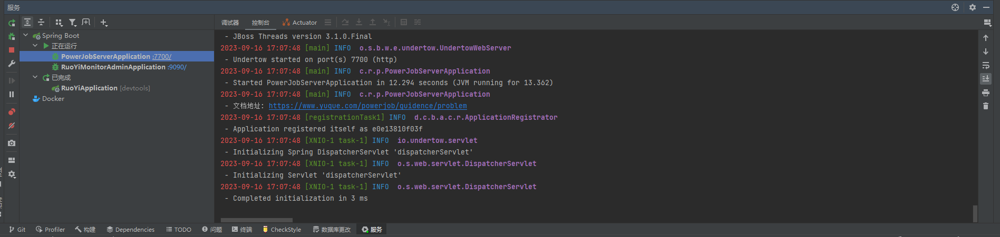 服务
调试器 控制台 Actuator
Spring Boot
正在运行
PowerJobServerApplication :7700/
RuoYiMonitorAdminApplication :9090/
已完成
RuoYiApplication [devtools]
Docker
- JBoss Threads version 3.1.0.Final
2023-09-16 17:07:48 [main] INFO o.s.b.w.e.undertow.UndertowWebServer
- Undertow started on port(s) 7700 (http)
2023-09-16 17:07:48 [main] INFO c.r.p.PowerJobServerApplication
- Started PowerJobServerApplication in 12.294 seconds (JVM running for 13.362)
2023-09-16 17:07:48 [main] INFO c.r.p.PowerJobServerApplication
- 文档地址: https://www.yuque.com/powerjob/guidence/problem
2023-09-16 17:07:48 [registrationTask1] INFO d.c.b.a.c.r.ApplicationRegistrator
- Application registered itself as e0e13810f03f
2023-09-16 17:07:48 [XNIO-1 task-1] INFO io.undertow.servlet
- Initializing Spring DispatcherServlet 'dispatcherServlet'
2023-09-16 17:07:48 [XNIO-1 task-1] INFO o.s.web.servlet.DispatcherServlet
- Initializing Servlet 'dispatcherServlet'
2023-09-16 17:07:48 [XNIO-1 task-1] INFO o.s.web.servlet.DispatcherServlet
- Completed initialization in 3 ms
Git Profiler 构建 Dependencies TODO 问题 终端 CheckStyle 数据库更改 服务